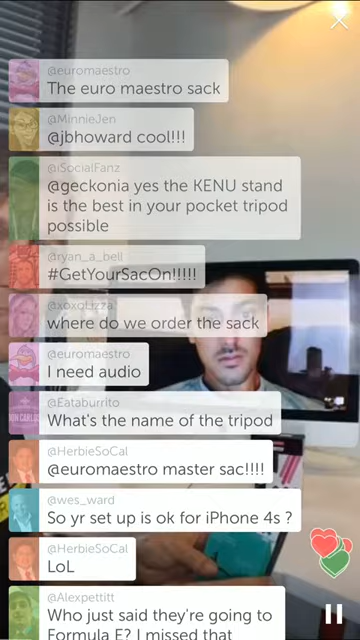 @euromaestro
The euro maestro sack
@MinnieJen
@jbhoward cool!!!
@iSocialFanz
@geckonia yes the KENU stand
is the best in your pocket tripod
possible
@ryan_a_bell
#GetYourSacOn!!!!!
@xoxoLizza
where do we order the sack
@euromaestro
I need audio
@Eataburrito
What's the name of the tripod
@HerbieSoCal
@euromaestro master sac!!!!
@wes_ward
So yr set up is ok for iPhone 4s ?
@HerbieSoCal
LoL
@Alexpettitt
Who just said they're going to
Formula E? I missed that